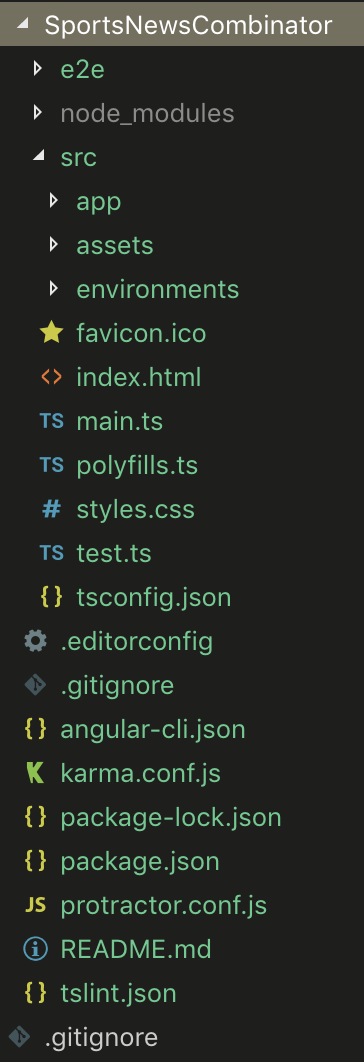 SportsNewsCombinator
e2e
node_modules
src
app
assets
environments
favicon.ico
<> index.html
TS main.ts
TS polyfills.ts
# styles.css
TS test.ts
{} tsconfig.json
.editorconfig
.gitignore
{} angular-cli.json
karma.conf.js
{} package-lock.json
{} package.json
JS protractor.conf.js
README.md
{} tslint.json
.gitignore